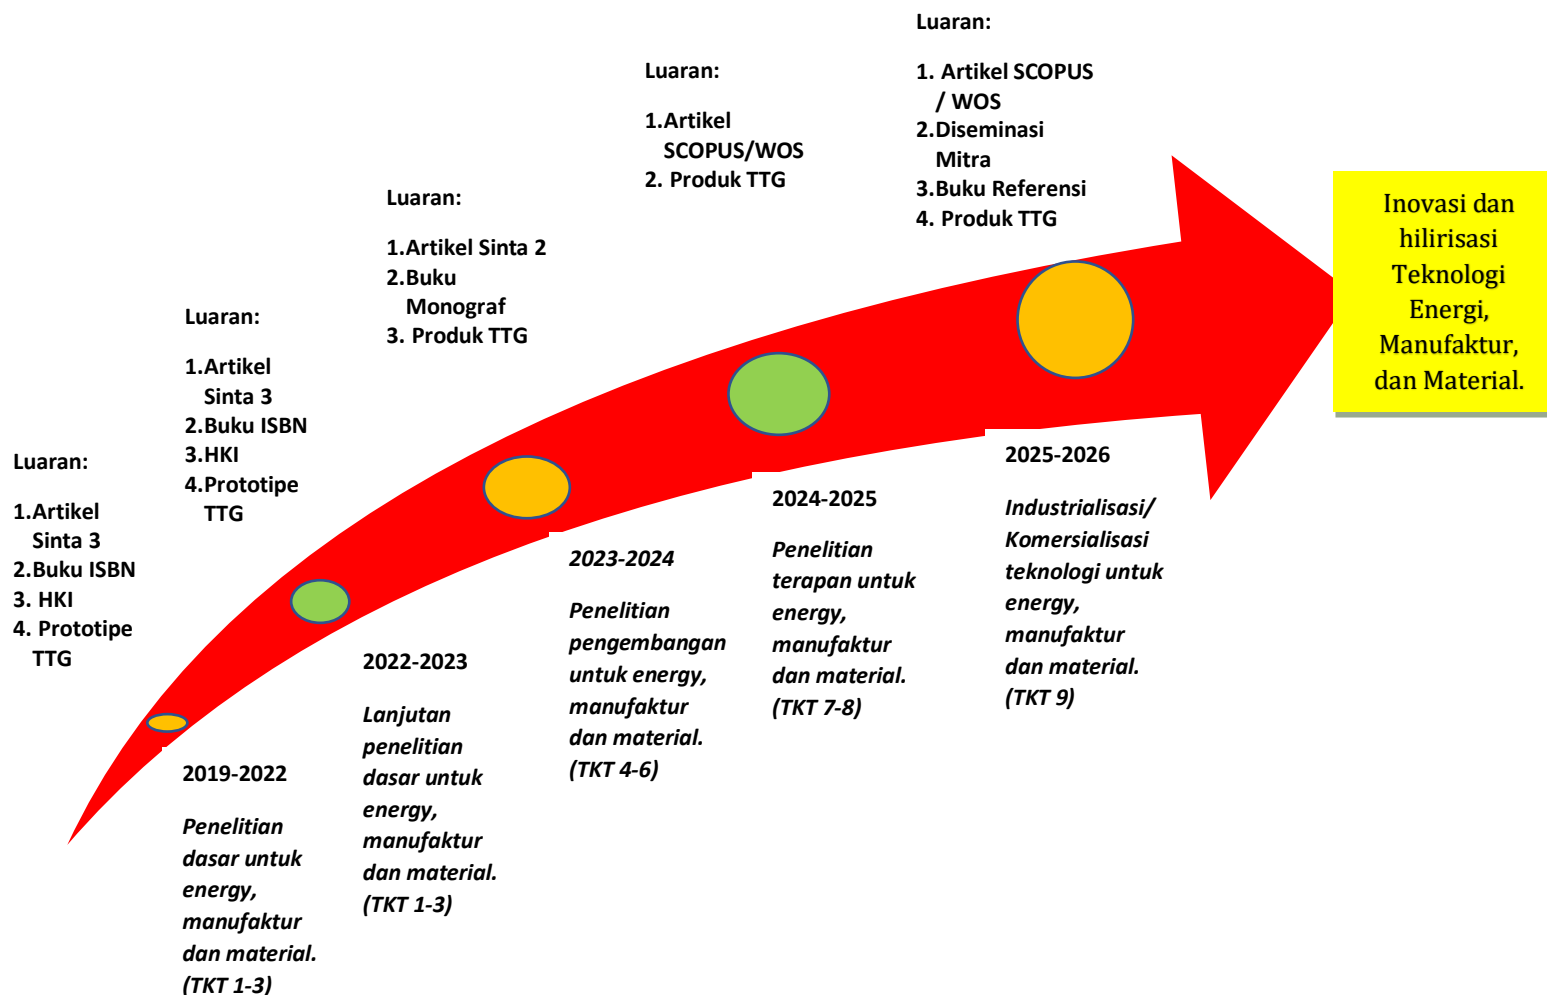 Luaran:
1.Artikel
Sinta 3
2.Buku ISBN
3. HKI
4. Prototipe
TTG
Luaran:
1.Artikel
Sinta 3
2.Buku ISBN
3.HKI
4.Prototipe
TTG
Luaran:
1.Artikel Sinta 2
2.Buku
Monograf
3. Produk TTG
Luaran:
1.Artikel
SCOPUS/WOS
2. Produk TTG
Luaran:
1. Artikel SCOPUS
/ WOS
2.Diseminasi
Mitra
3.Buku Referensi
4. Produk TTG
Inovasi dan
hilirisasi
Teknologi
Energi,
Manufaktur,
dan Material.
2019-2022
Penelitian
dasar untuk
energy,
manufaktur
dan material.
(TKT 1-3)
2022-2023
Lanjutan
penelitian
dasar untuk
energy,
manufaktur
dan material.
(TKT 1-3)
2023-2024
Penelitian
pengembangan
untuk energy,
manufaktur
dan material.
(TKT 4-6)
2024-2025
Penelitian
terapan untuk
energy,
manufaktur
dan material.
(TKT 7-8)
2025-2026
Industrialisasi/
Komersialisasi
teknologi untuk
energy,
manufaktur
dan material.
(TKT 9)